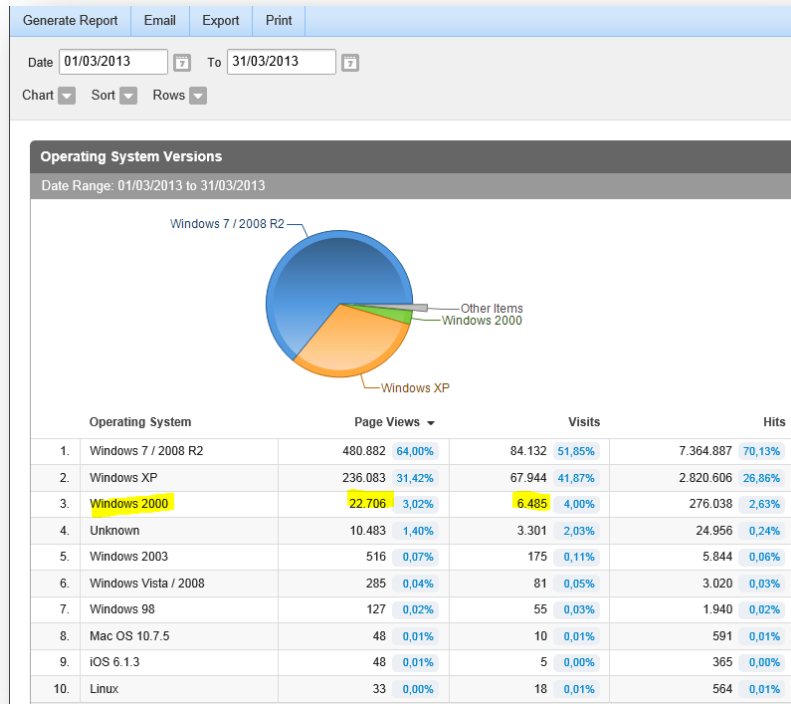 Generate Report Email Export Print
Date 01/03/2013 7 To 31/03/2013 7
Chart Sort Rows
Operating System Versions
Date Range: 01/03/2013 to 31/03/2013
Windows 7 / 2008 R2
Other Items
Windows 2000
Windows XP
Operating System Page Views Visits Hits
1. Windows 7 / 2008 R2 480.882 64,00% 84.132 51,85% 7.364.887 70,13%
2. Windows XP 236.083 31,42% 67.944 41,87% 2.820.606 26,86%
3. Windows 2000 22.706 3,02% 6.485 4,00% 276.038 2,63%
4. Unknown 10.483 1,40% 3.301 2,03% 24.956 0,24%
5. Windows 2003 516 0,07% 175 0,11% 5.844 0,06%
6. Windows Vista / 2008 285 0,04% 81 0,05% 3.020 0,03%
7. Windows 98 127 0,02% 55 0,03% 1.940 0,02%
8. Mac OS 10.7.5 48 0,01% 10 0,01% 591 0,01%
9. iOS 6.1.3 48 0,01% 5 0,00% 365 0,00%
10. Linux 33 0,00% 18 0,01% 564 0,01%